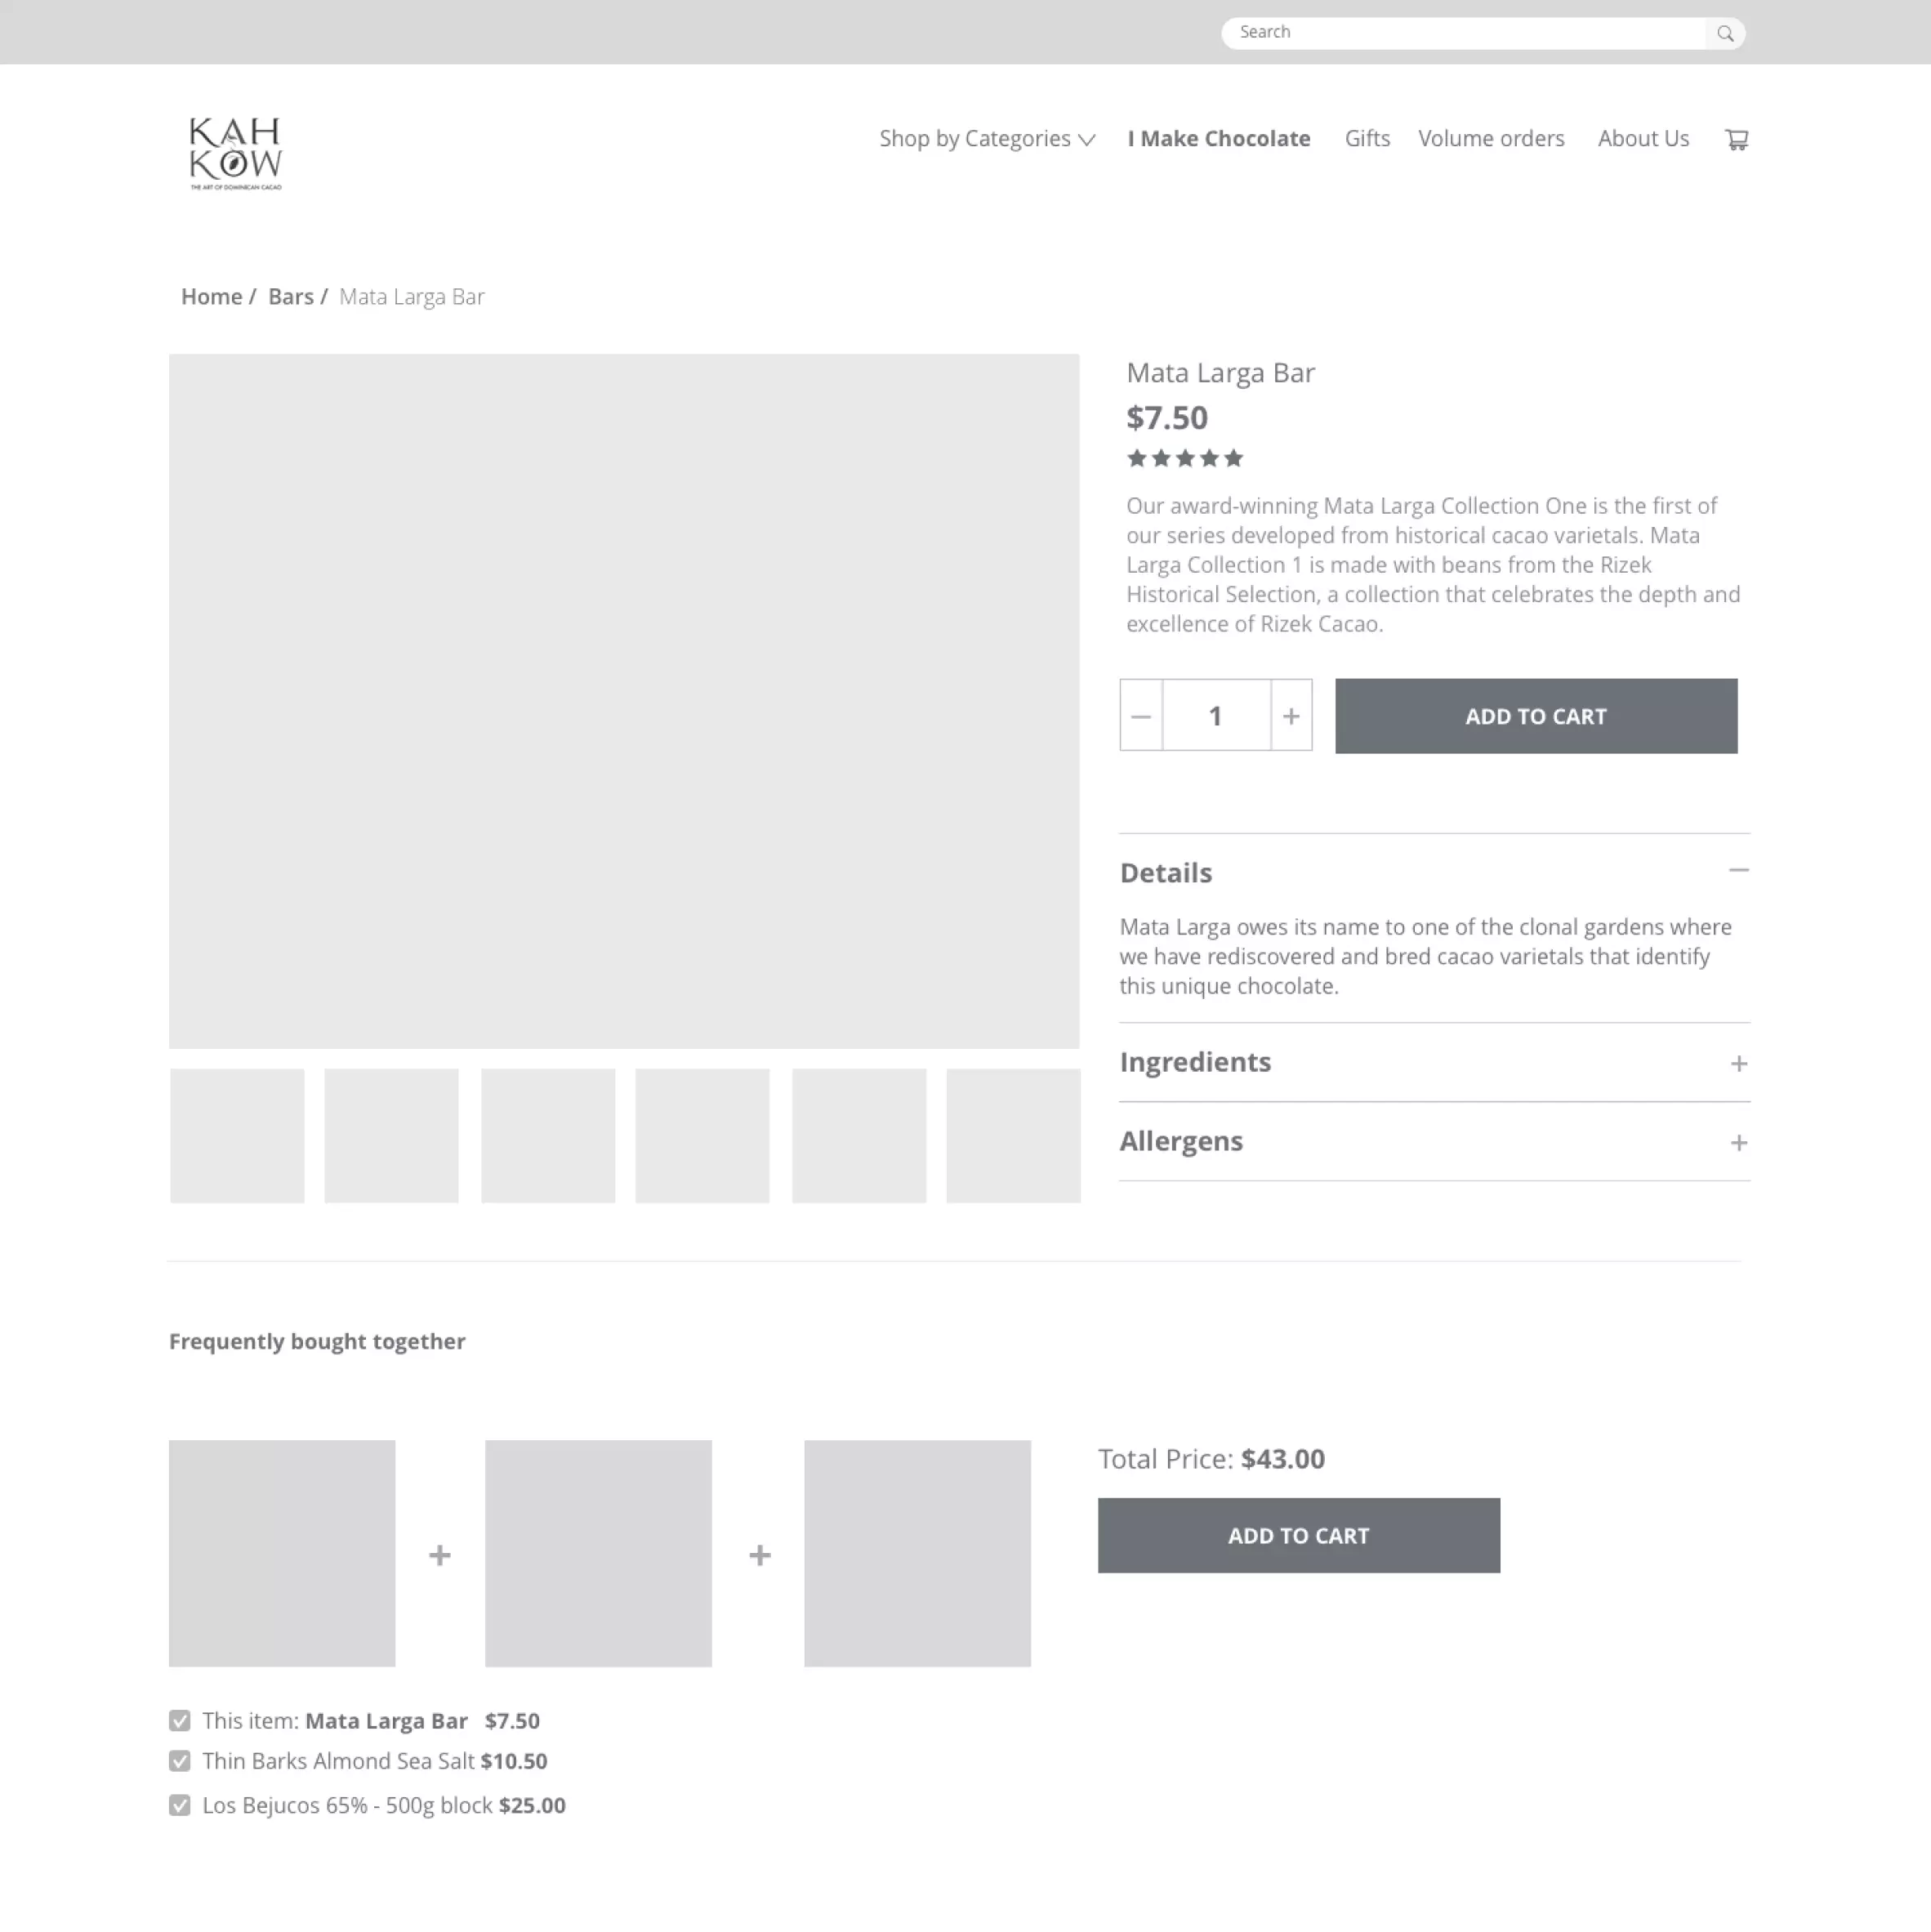 Search
KAH
KOW
THE ART OF DOMINICAN CACAO
Shop by Categories I Make Chocolate Gifts Volume orders About Us
Home / Bars / Mata Larga Bar
Mata Larga Bar
$7.50
Our award-winning Mata Larga Collection One is the first of
our series developed from historical cacao varietals. Mata
Larga Collection 1 is made with beans from the Rizek
Historical Selection, a collection that celebrates the depth and
excellence of Rizek Cacao.
— 1 + ADD TO CART
Details —
Mata Larga owes its name to one of the clonal gardens where
we have rediscovered and bred cacao varietals that identify
this unique chocolate.
Ingredients +
Allergens +
Frequently bought together
+ +
Total Price: $43.00
ADD TO CART
This item: Mata Larga Bar $7.50
Thin Barks Almond Sea Salt $10.50
Los Bejucos 65% - 500g block $25.00